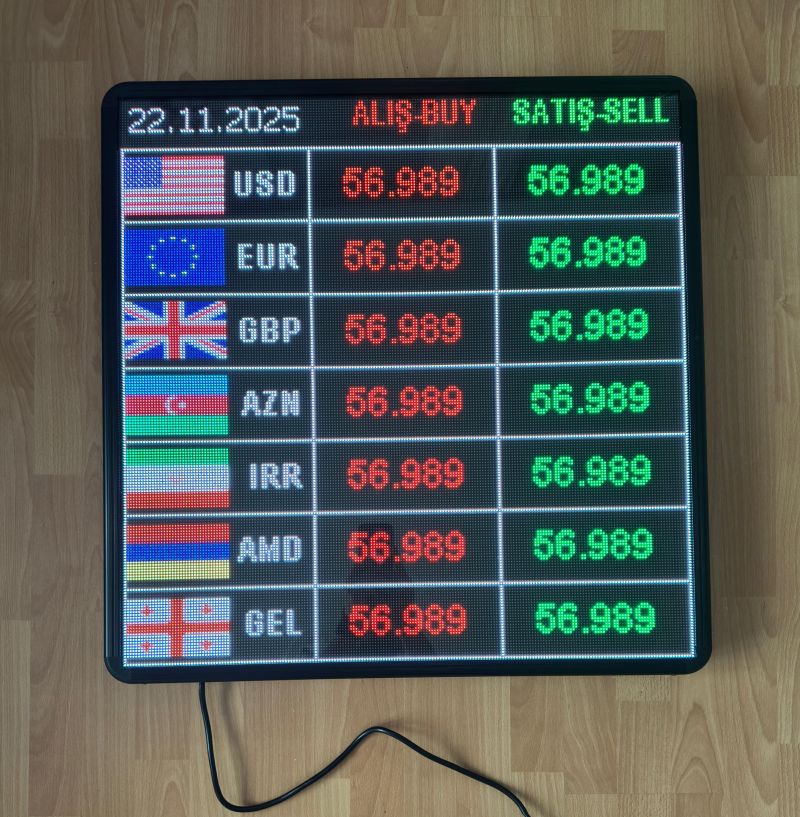 22.11.2025 ALIŞ-BUY SATIŞ-SELL
USD 56.989 56.989
EUR 56.989 56.989
GBP 56.989 56.989
AZN 56.989 56.989
IRR 56.989 56.989
AMD 56.989 56.989
GEL 56.989 56.989